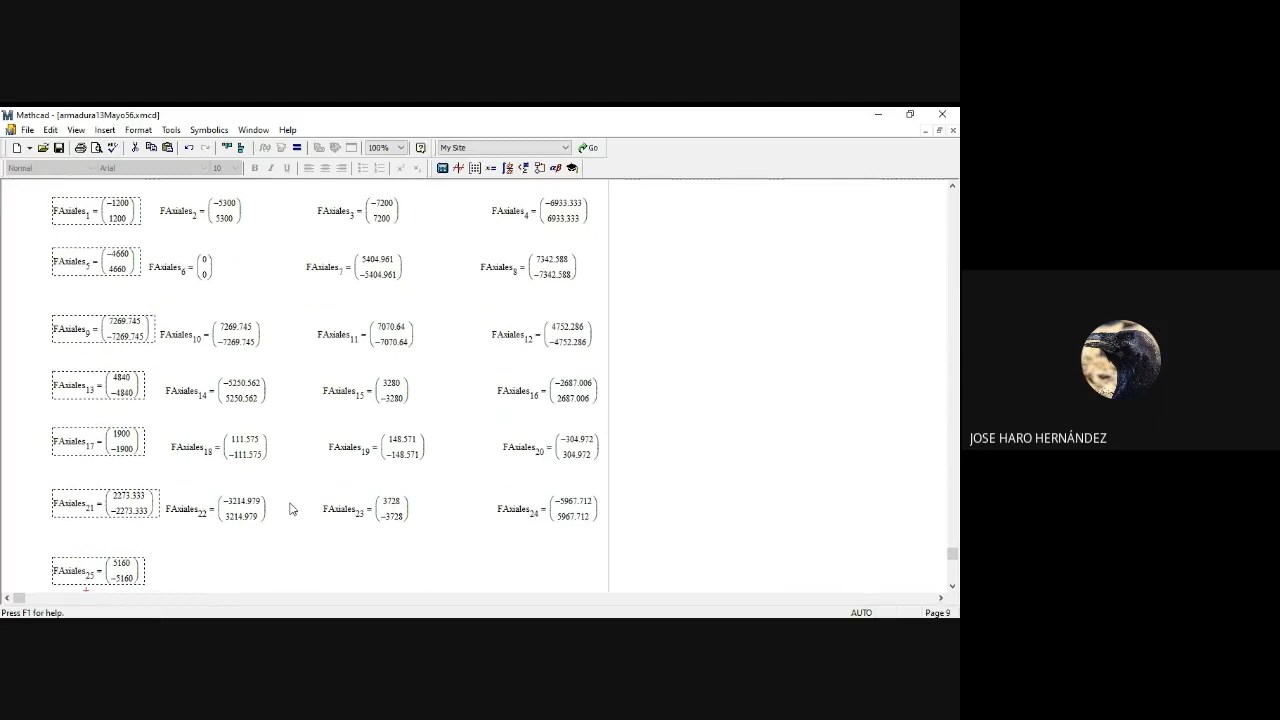 Mathcad - [armadura13Mayo56.xmcd]
File Edit View Insert Format Tools Symbolics Window Help
100% My Site Go
Normal Arial 10 B I U
FAxiales1 = (−1200 1200) FAxiales2 = (−5300 5300) FAxiales3 = (−7200 7200) FAxiales4 = (−6933.333 6933.333)
FAxiales5 = (−4660 4660) FAxiales6 = (0 0) FAxiales7 = (5404.961 −5404.961) FAxiales8 = (7342.588 −7342.588)
FAxiales9 = (7269.745 −7269.745) FAxiales10 = (7269.745 −7269.745) FAxiales11 = (7070.64 −7070.64) FAxiales12 = (4752.286 −4752.286)
FAxiales13 = (4840 −4840) FAxiales14 = (−5250.562 5250.562) FAxiales15 = (3280 −3280) FAxiales16 = (−2687.006 2687.006)
FAxiales17 = (1900 −1900) FAxiales18 = (111.575 −111.575) FAxiales19 = (148.571 −148.571) FAxiales20 = (−304.972 304.972)
FAxiales21 = (2273.333 −2273.333) FAxiales22 = (−3214.979 3214.979) FAxiales23 = (3728 −3728) FAxiales24 = (−5967.712 5967.712)
FAxiales25 = (5160 −5160)
Press F1 for help. AUTO Page 9
JOSE HARO HERNÁNDEZ